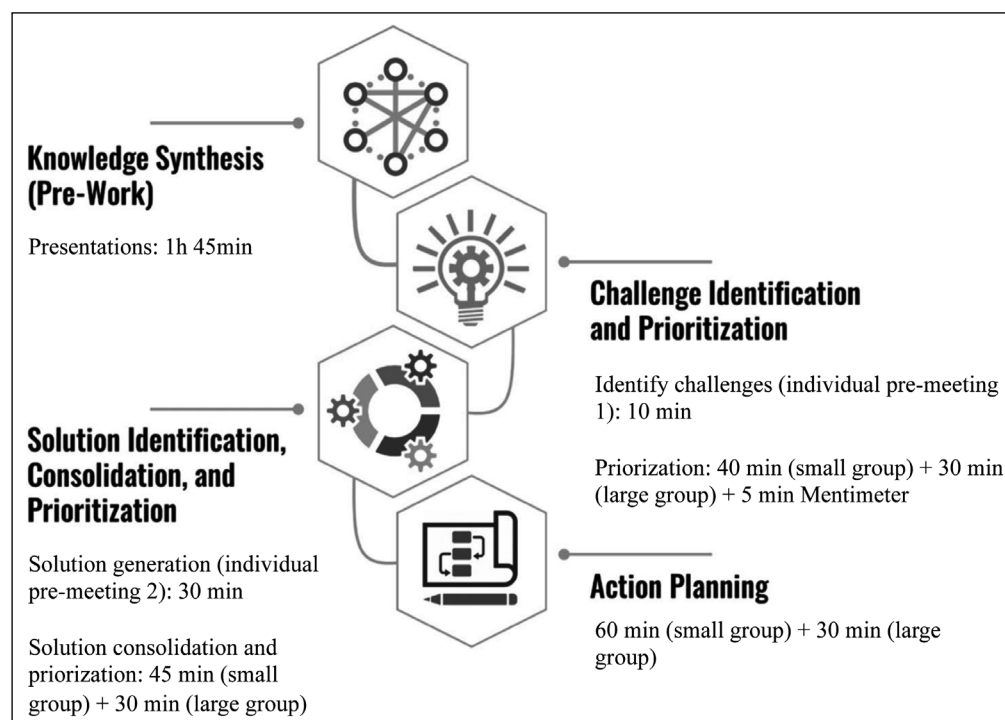 Knowledge Synthesis
(Pre-Work)
Presentations: 1h 45min
Challenge Identification
and Prioritization
Identify challenges (individual pre-meeting
1): 10 min
Priorization: 40 min (small group) + 30 min
(large group) + 5 min Mentimeter
Solution Identification,
Consolidation, and
Prioritization
Solution generation (individual
pre-meeting 2): 30 min
Solution consolidation and
priorization: 45 min (small
group) + 30 min (large group)
Action Planning
60 min (small group) + 30 min (large
group)